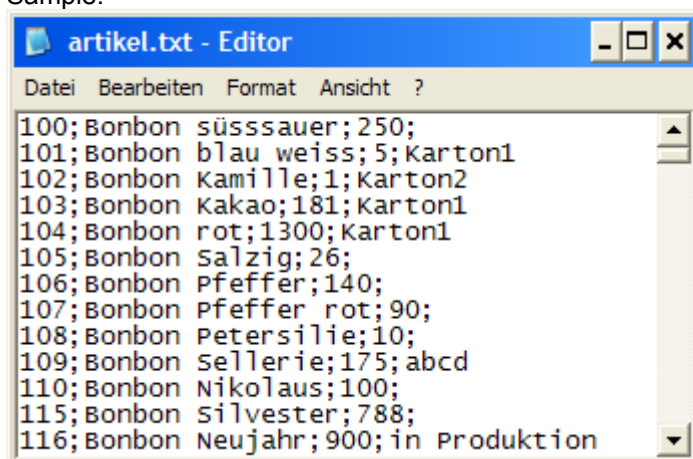 Sample:
artikel.txt - Editor
Datei Bearbeiten Format Ansicht ?
100;Bonbon süsssauer;250;
101;Bonbon blau weiss;5;Karton1
102;Bonbon Kamille;1;Karton2
103;Bonbon Kakao;181;Karton1
104;Bonbon rot;1300;Karton1
105;Bonbon Salzig;26;
106;Bonbon Pfeffer;140;
107;Bonbon Pfeffer rot;90;
108;Bonbon Petersilie;10;
109;Bonbon Sellerie;175;abcd
110;Bonbon Nikolaus;100;
115;Bonbon Silvester;788;
116;Bonbon Neujahr;900;in Produktion